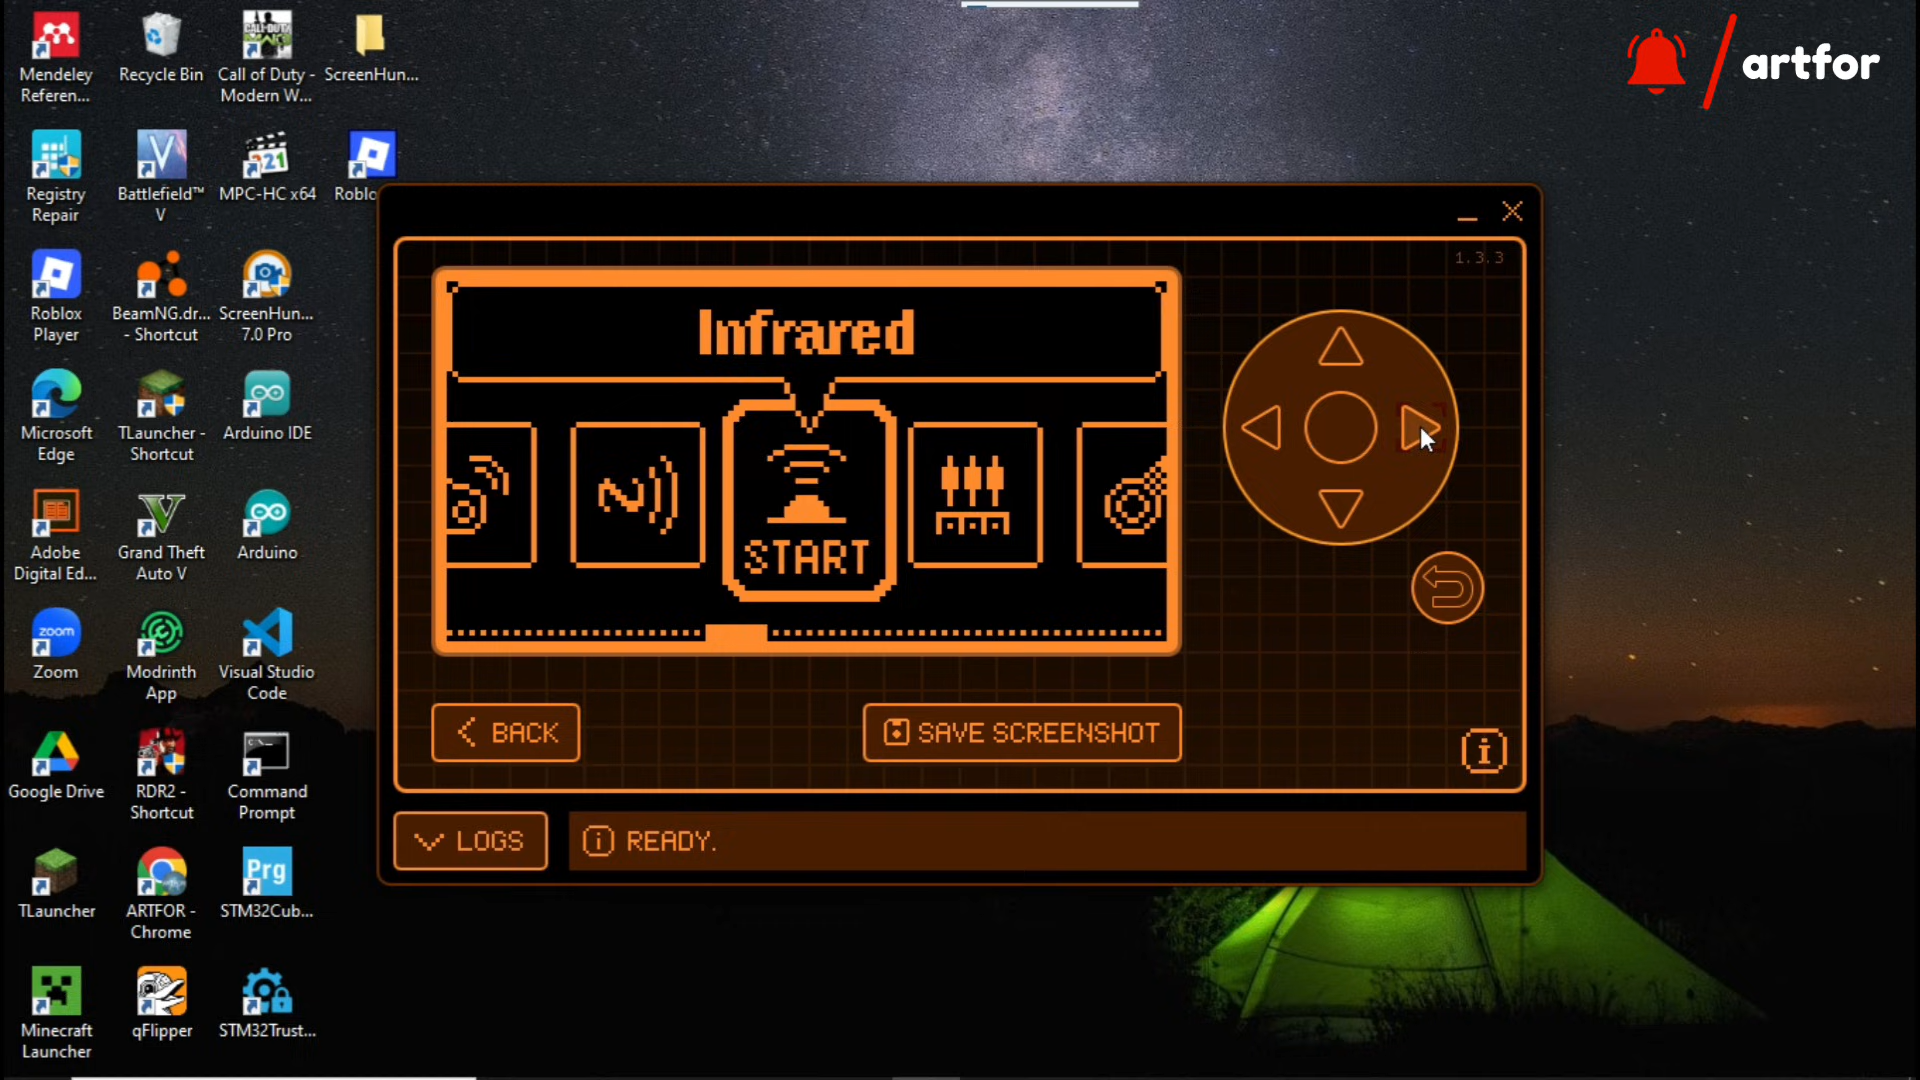 / artfor
Mendeley
Referen...
Recycle Bin
Call of Duty -
Modern W...
ScreenHun...
Registry
Repair
Battlefield™
V
MPC-HC x64
Roblo
Roblox
Player
BeamNG.dr...
- Shortcut
ScreenHun...
7.0 Pro
Microsoft
Edge
TLauncher -
Shortcut
Arduino IDE
Adobe
Digital Ed...
Grand Theft
Auto V
Arduino
zoom
Zoom
Modrinth
App
Visual Studio
Code
Google Drive
RDR2 -
Shortcut
Command
Prompt
TLauncher
ARTFOR -
Chrome
Prg
STM32Cub...
Minecraft
Launcher
qFlipper
STM32Trust...
321
1.3.3
Infrared
START
BACK
SAVE SCREENSHOT
LOGS
READY.